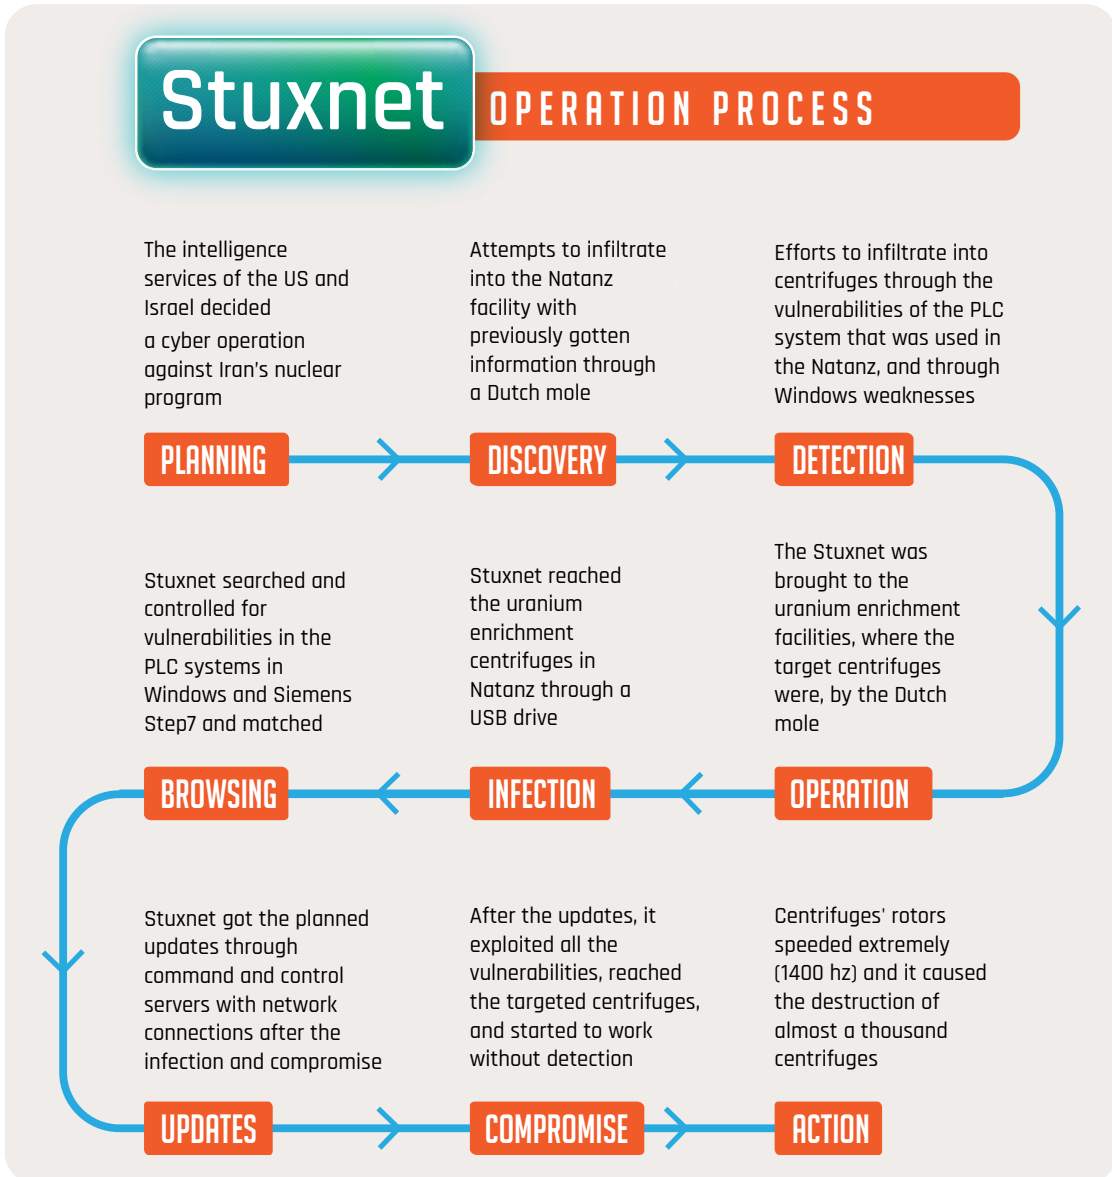 Stuxnet OPERATION PROCESS
The intelligence
services of the US and
Israel decided
a cyber operation
against Iran's nuclear
program
PLANNING
Attempts to infiltrate
into the Natanz
facility with
previously gotten
information through
a Dutch mole
DISCOVERY
Efforts to infiltrate into
centrifuges through the
vulnerabilities of the PLC
system that was used in
the Natanz, and through
Windows weaknesses
DETECTION
The Stuxnet was
brought to the
uranium enrichment
facilities, where the
target centrifuges
were, by the Dutch
mole
OPERATION
Stuxnet reached
the uranium
enrichment
centrifuges in
Natanz through a
USB drive
INFECTION
Stuxnet searched and
controlled for
vulnerabilities in the
PLC systems in
Windows and Siemens
Step7 and matched
BROWSING
Stuxnet got the planned
updates through
command and control
servers with network
connections after the
infection and compromise
UPDATES
After the updates, it
exploited all the
vulnerabilities, reached
the targeted centrifuges,
and started to work
without detection
COMPROMISE
Centrifuges' rotors
speeded extremely
(1400 hz) and it caused
the destruction of
almost a thousand
centrifuges
ACTION